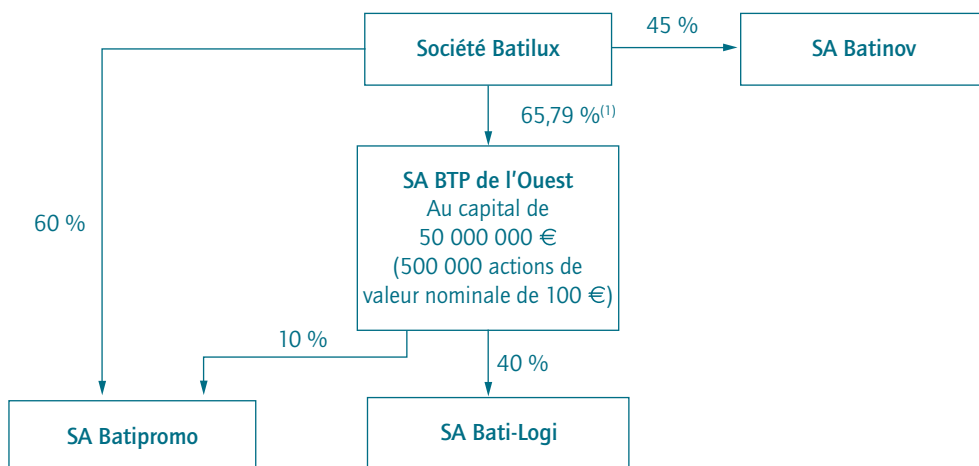 Société Batilux
45 %
SA Batinov
65,79 %(1)
60 %
SA BTP de l'Ouest
Au capital de
50 000 000 €
(500 000 actions de
valeur nominale de 100 €)
10 %
40 %
SA Batipromo
SA Bati-Logi